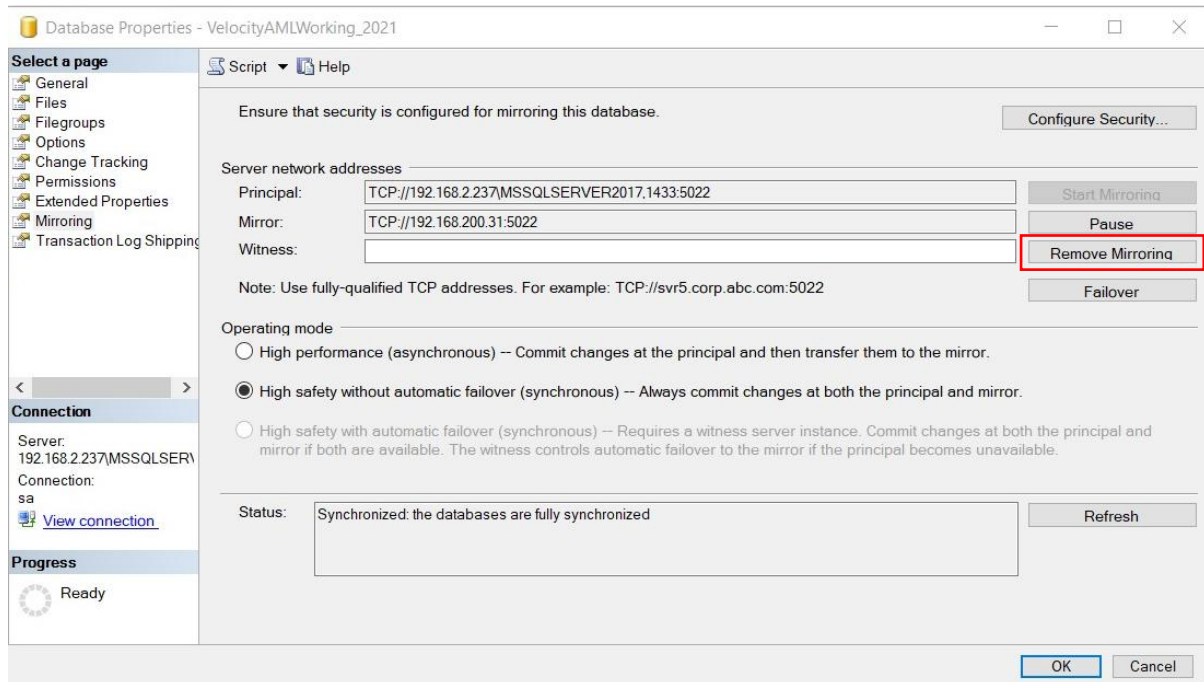 Database Properties - VelocityAMLWorking_2021
Select a page
General
Files
Filegroups
Options
Change Tracking
Permissions
Extended Properties
Mirroring
Transaction Log Shipping
Connection
Server:
192.168.2.237\MSSQLSERV
Connection:
sa
View connection
Progress
Ready
Script Help
Ensure that security is configured for mirroring this database.
Configure Security...
Server network addresses
Principal: TCP://192.168.2.237\MSSQLSERVER2017,1433:5022 Start Mirroring
Mirror: TCP://192.168.200.31:5022 Pause
Witness: Remove Mirroring
Note: Use fully-qualified TCP addresses. For example: TCP://svr5.corp.abc.com:5022 Failover
Operating mode
High performance (asynchronous) -- Commit changes at the principal and then transfer them to the mirror.
High safety without automatic failover (synchronous) -- Always commit changes at both the principal and mirror.
High safety with automatic failover (synchronous) -- Requires a witness server instance. Commit changes at both the principal and
mirror if both are available. The witness controls automatic failover to the mirror if the principal becomes unavailable.
Status: Synchronized: the databases are fully synchronized Refresh
OK Cancel